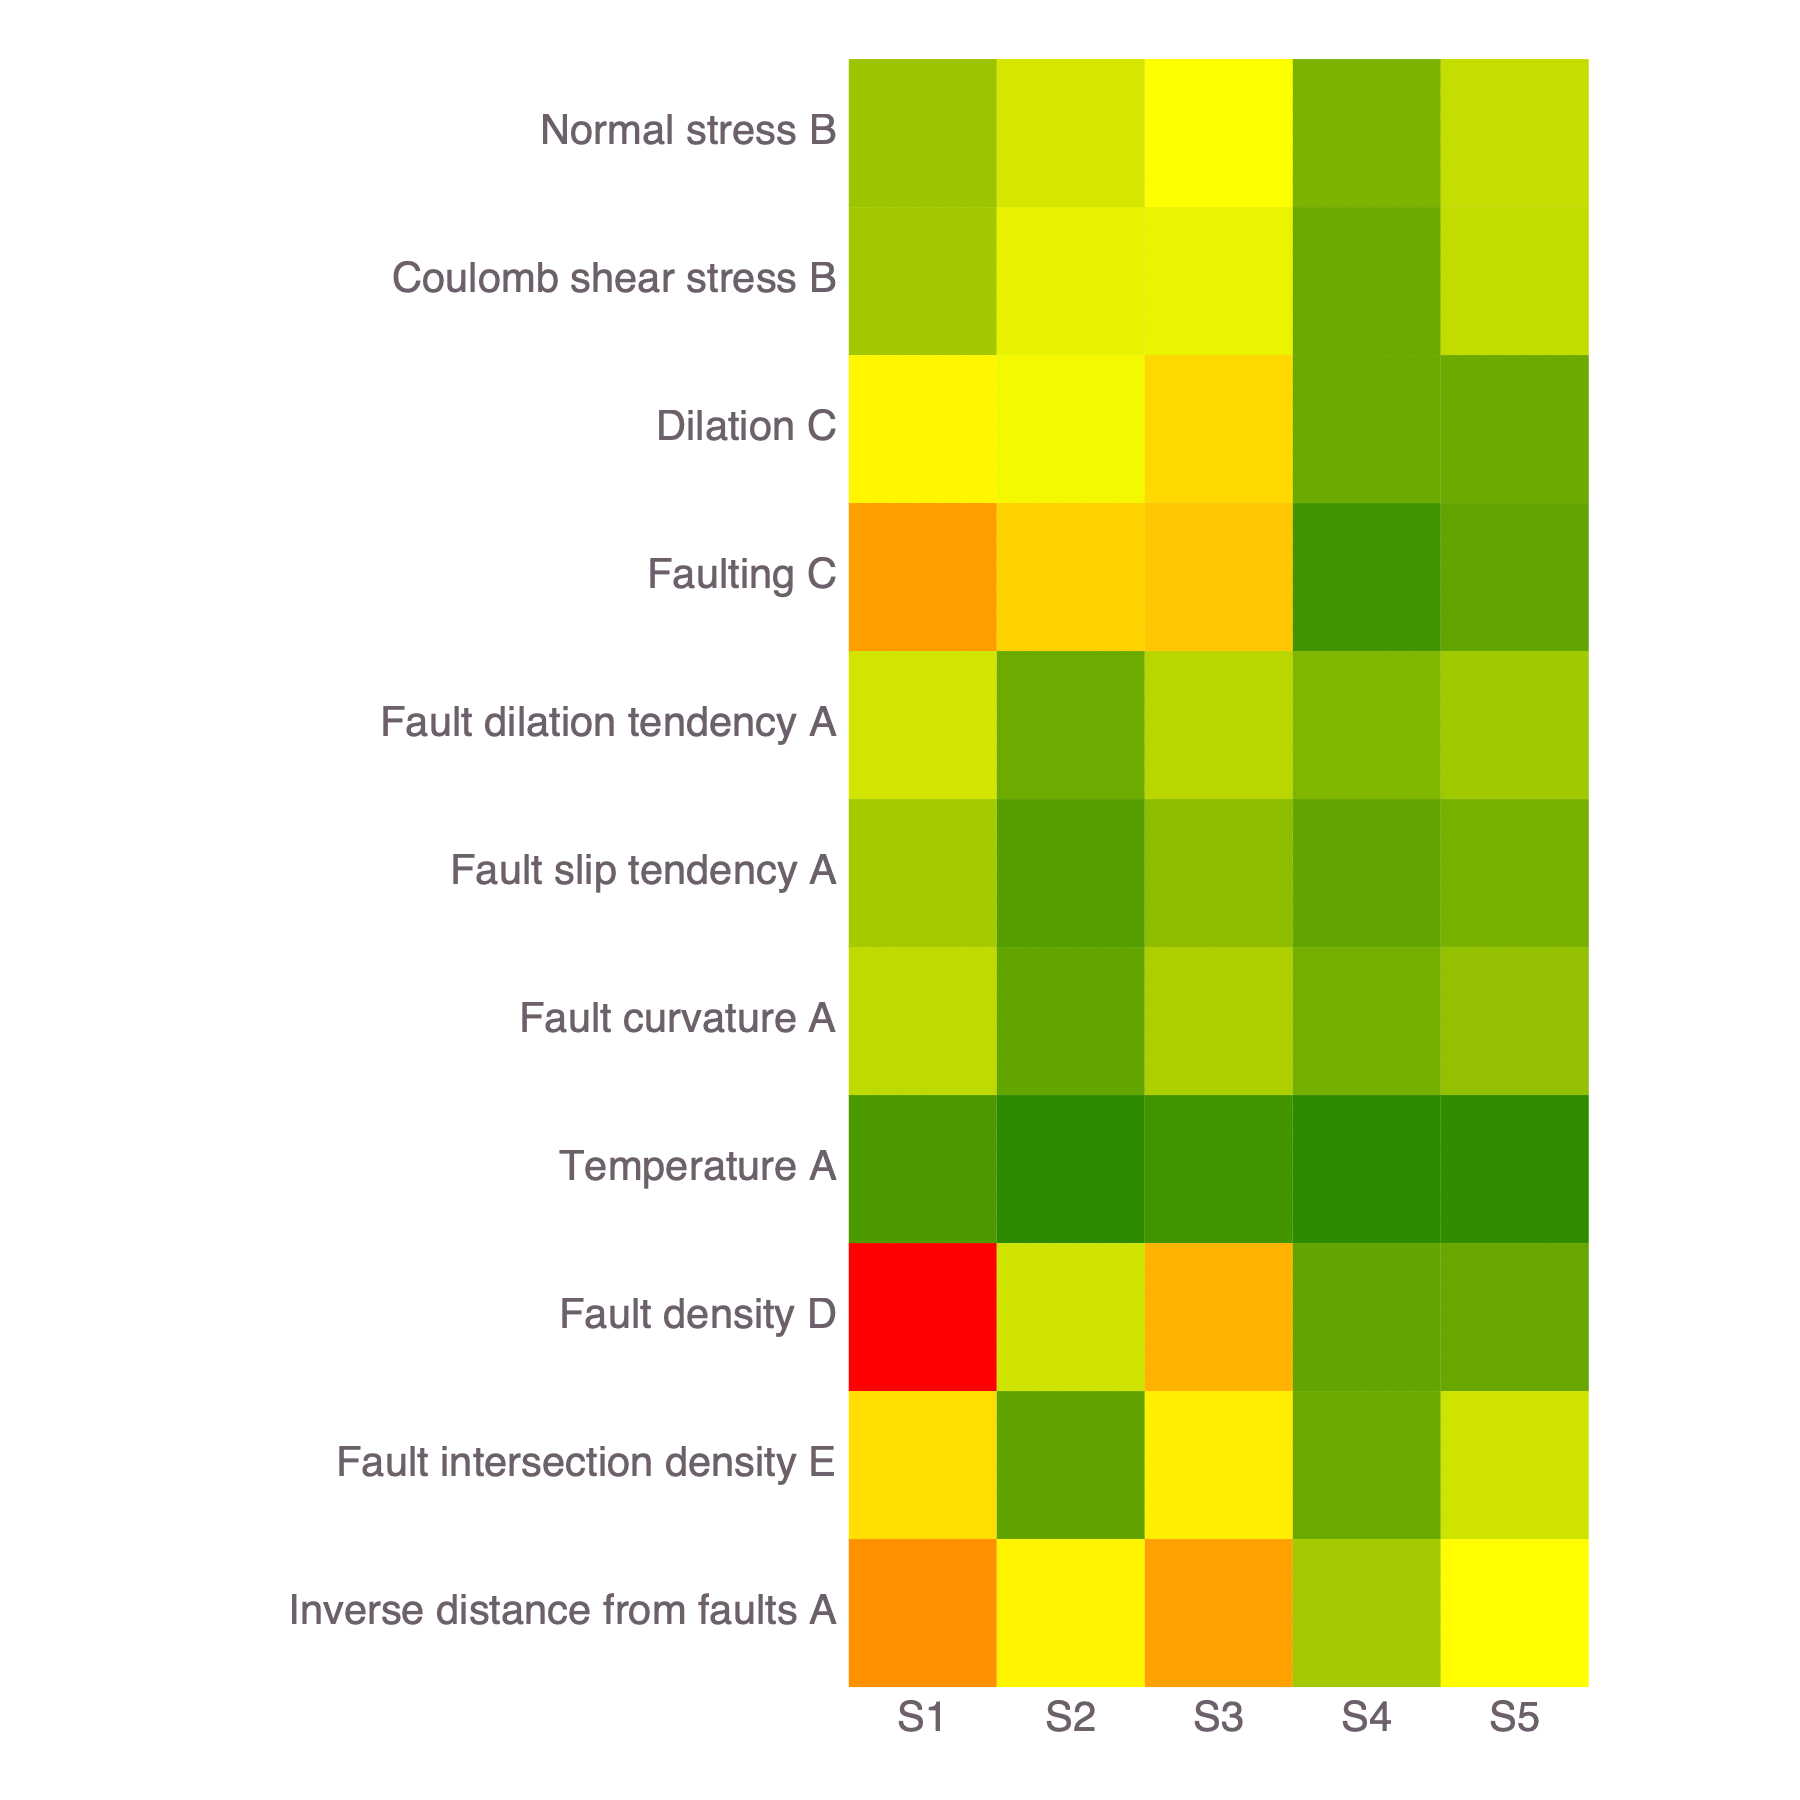 Normal stress B
Coulomb shear stress B
Dilation C
Faulting C
Fault dilation tendency A
Fault slip tendency A
Fault curvature A
Temperature A
Fault density D
Fault intersection density E
Inverse distance from faults A
S1 S2 S3 S4 S5